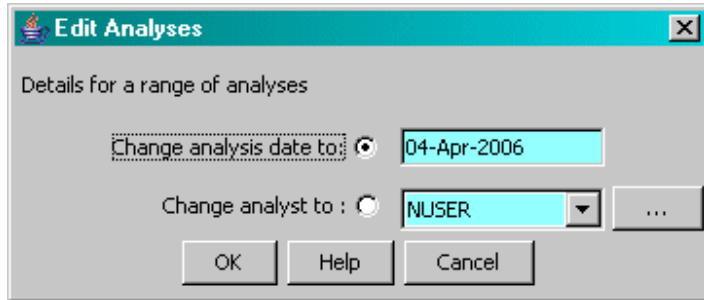 Edit Analyses
Details for a range of analyses
Change analysis date to: 04-Apr-2006
Change analyst to : NUSER ...
OK Help Cancel